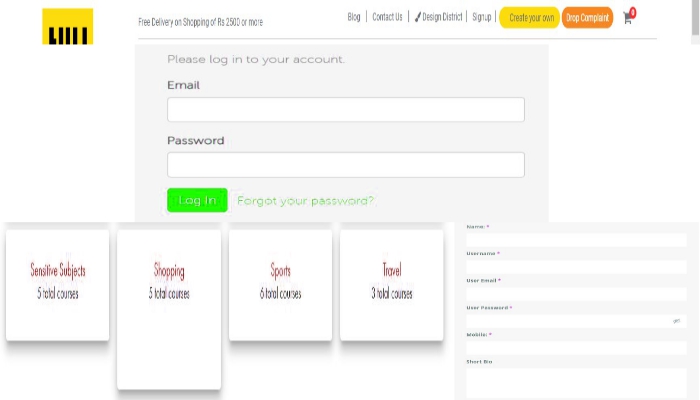 Free Delivery on Shopping of Rs 2500 or more
Blog
Contact Us
Design District
Signup
Create your own
Drop Complaint
0
Please log in to your account.
Email
Password
Log In
Forgot your password?
Sensitive Subjects
5 total courses
Shopping
5 total courses
Sports
6 total courses
Travel
3 total courses
Name: *
Username *
User Email *
User Password *
Mobile: *
Short Bio